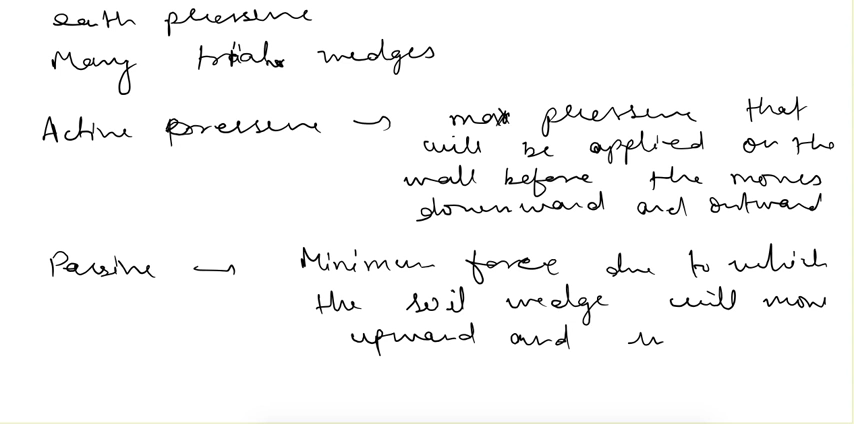 earth pressure
Many trials wedges
Active pressure → max pressure that
will be applied on the
wall before the moves
downward and outward
Passive → Minimum force due to which
the soil wedge will move
upward and